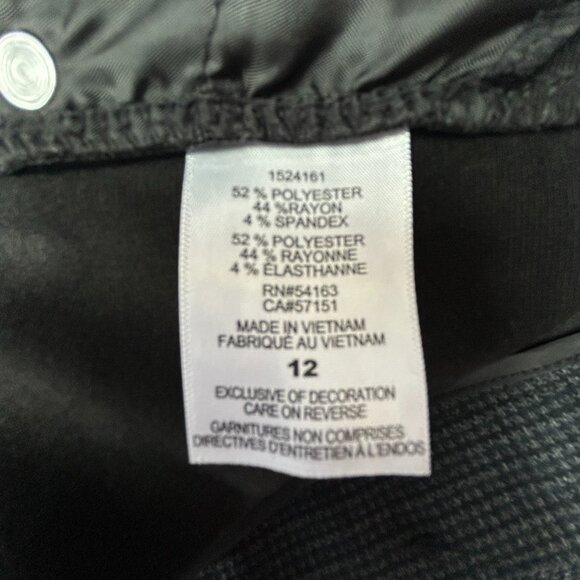 1524161
52 % POLYESTER
44 %RAYON
4 % SPANDEX
52 % POLYESTER
44 % RAYONNE
4 % ÉLASTHANNE
RN#54163
CA#57151
MADE IN VIETNAM
FABRIQUÉ AU VIETNAM
12
EXCLUSIVE OF DECORATION
CARE ON REVERSE
GARNITURES NON COMPRISES
DIRECTIVES D'ENTRETIEN À L'ENDOS